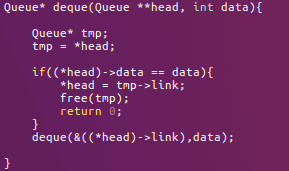 Queue* deque(Queue **head, int data){
Queue* tmp;
tmp = *head;
if((*head)->data == data){
*head = tmp->link;
free(tmp);
return 0;
}
deque(&((*head)->link),data);
}